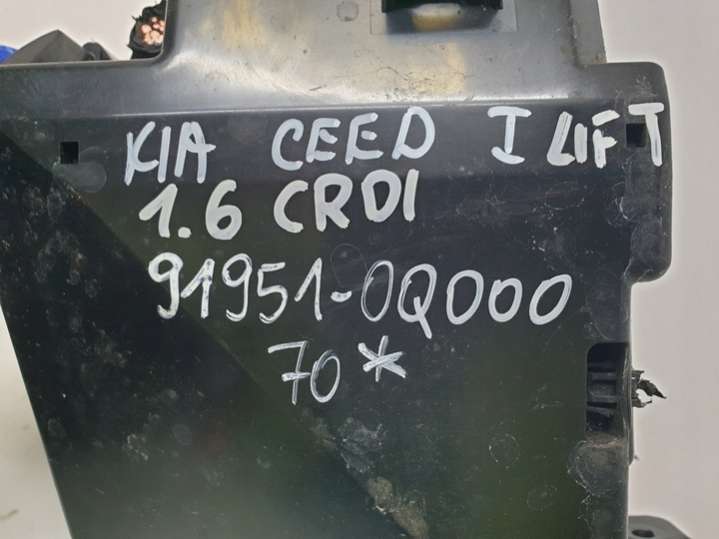 KIA CEED I LIFT
1.6 CRDI
91951-0Q000
70*